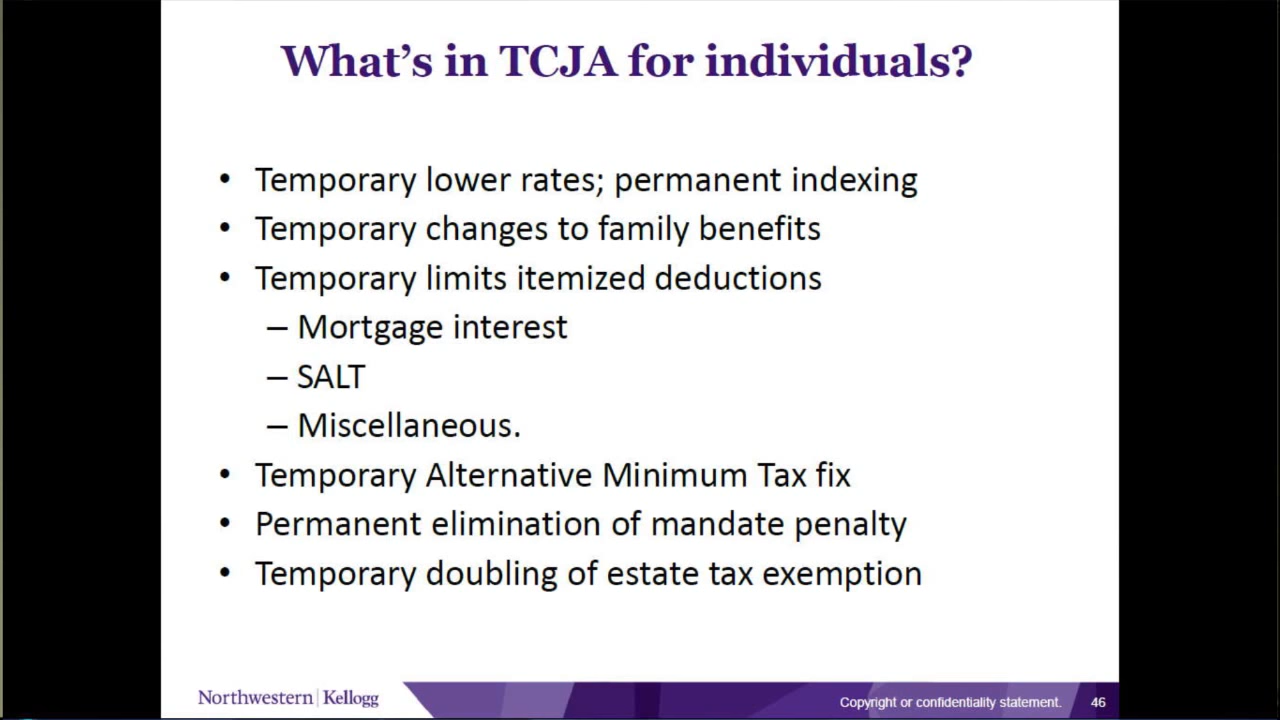 What's in TCJA for individuals?
• Temporary lower rates; permanent indexing
• Temporary changes to family benefits
• Temporary limits itemized deductions
– Mortgage interest
– SALT
– Miscellaneous.
• Temporary Alternative Minimum Tax fix
• Permanent elimination of mandate penalty
• Temporary doubling of estate tax exemption
Northwestern | Kellogg
Copyright or confidentiality statement. 46